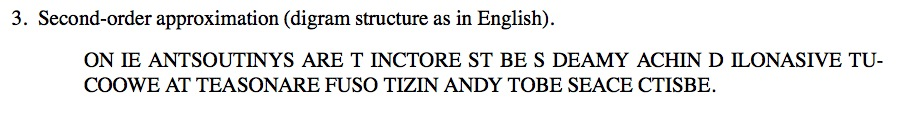 3. Second-order approximation (digram structure as in English).
ON IE ANTSOUTINYS ARE T INCTORE ST BE S DEAMY ACHIN D ILONASIVE TU-
COOWE AT TEASONARE FUSO TIZIN ANDY TOBE SEACE CTISBE.